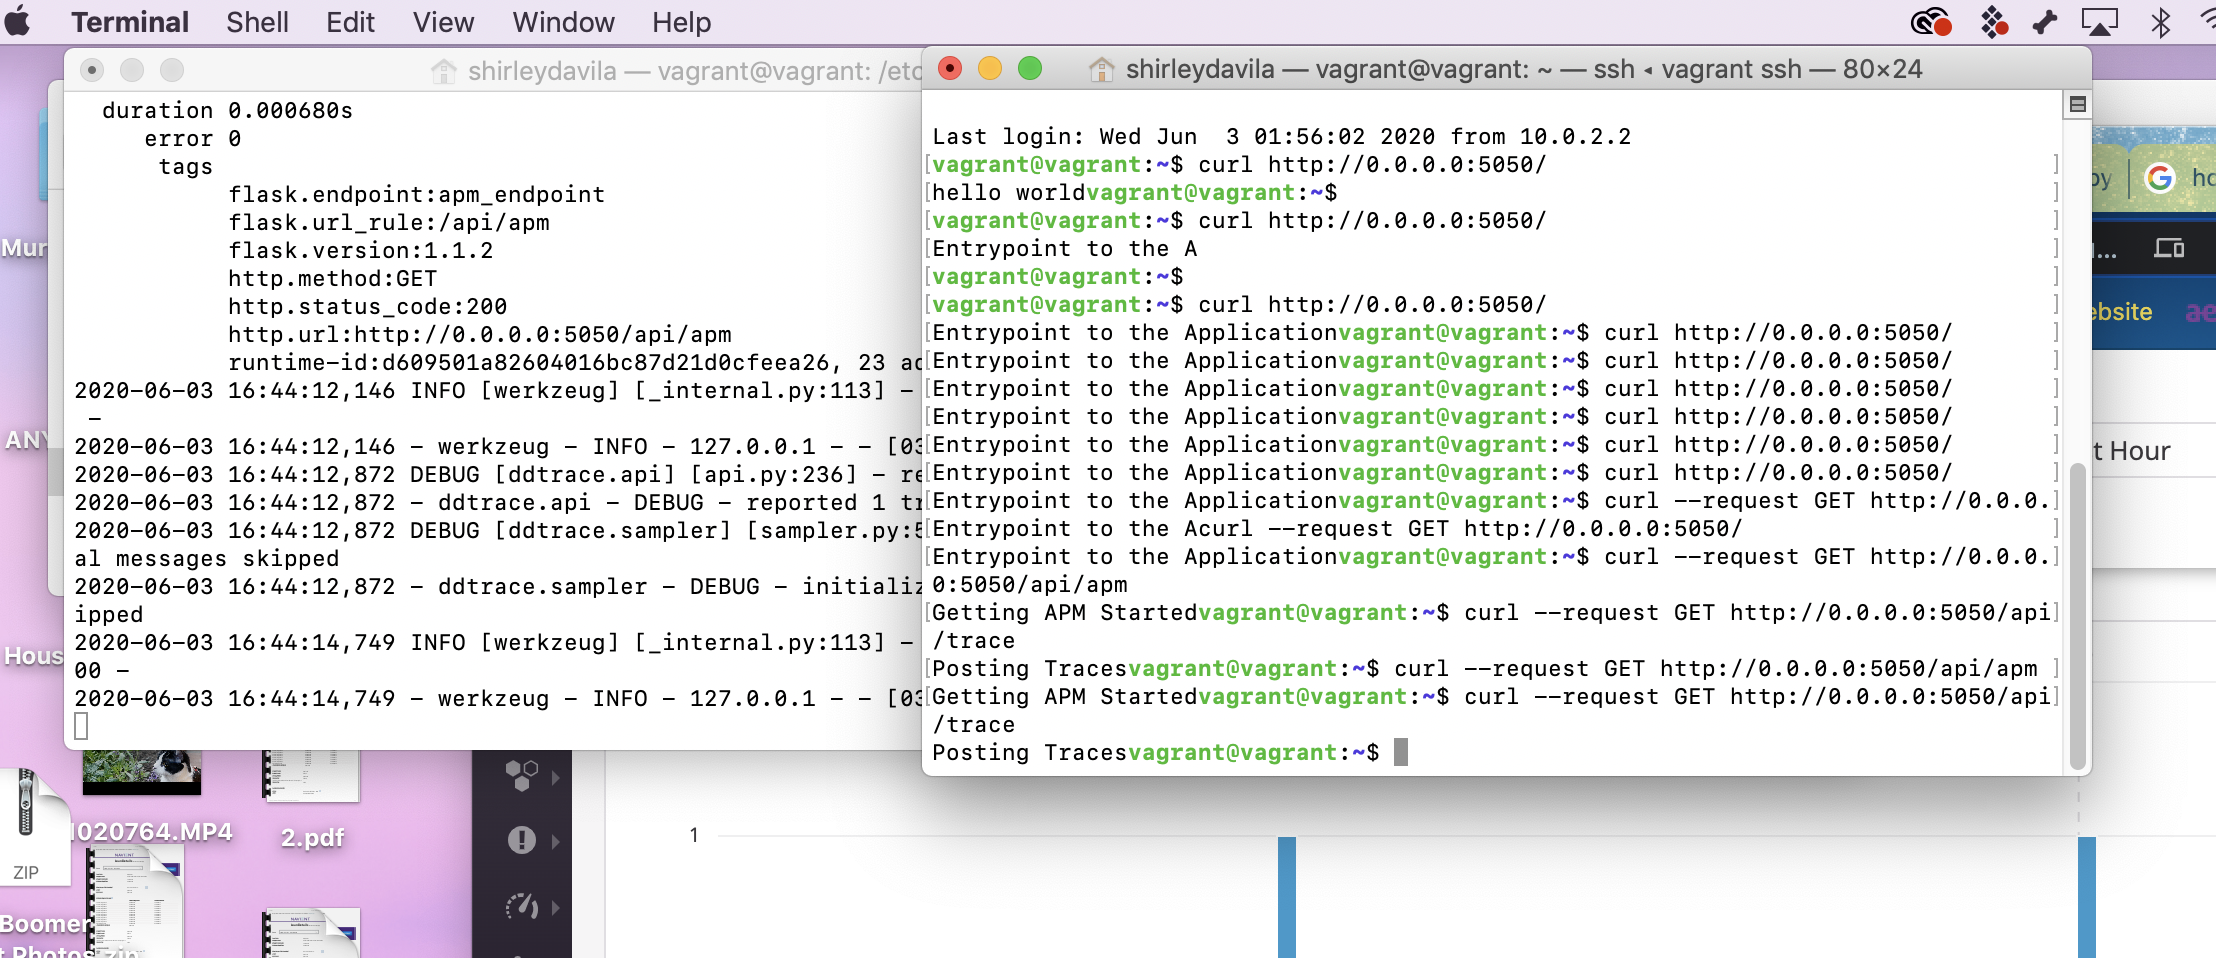 Terminal Shell Edit View Window Help
shirleydavila — vagrant@vagrant: /etc
duration 0.000680s
error 0
tags
flask.endpoint:apm_endpoint
flask.url_rule:/api/apm
flask.version:1.1.2
http.method:GET
http.status_code:200
http.url:http://0.0.0.0:5050/api/apm
runtime-id:d609501a82604016bc87d21d0cfeea26, 23 ad
2020-06-03 16:44:12,146 INFO [werkzeug] [_internal.py:113] -
-
2020-06-03 16:44:12,146 - werkzeug - INFO - 127.0.0.1 - - [03
2020-06-03 16:44:12,872 DEBUG [ddtrace.api] [api.py:236] - re
2020-06-03 16:44:12,872 - ddtrace.api - DEBUG - reported 1 tr
2020-06-03 16:44:12,872 DEBUG [ddtrace.sampler] [sampler.py:5
al messages skipped
2020-06-03 16:44:12,872 - ddtrace.sampler - DEBUG - initializ
ipped
2020-06-03 16:44:14,749 INFO [werkzeug] [_internal.py:113] -
00 -
2020-06-03 16:44:14,749 - werkzeug - INFO - 127.0.0.1 - - [03
shirleydavila — vagrant@vagrant: ~ — ssh ◂ vagrant ssh — 80×24
Last login: Wed Jun  3 01:56:02 2020 from 10.0.2.2
[vagrant@vagrant:~$ curl http://0.0.0.0:5050/ ]
[hello worldvagrant@vagrant:~$ ]
[vagrant@vagrant:~$ curl http://0.0.0.0:5050/ ]
[Entrypoint to the A ]
[vagrant@vagrant:~$ ]
[vagrant@vagrant:~$ curl http://0.0.0.0:5050/ ]
[Entrypoint to the Applicationvagrant@vagrant:~$ curl http://0.0.0.0:5050/ ]
[Entrypoint to the Applicationvagrant@vagrant:~$ curl http://0.0.0.0:5050/ ]
[Entrypoint to the Applicationvagrant@vagrant:~$ curl http://0.0.0.0:5050/ ]
[Entrypoint to the Applicationvagrant@vagrant:~$ curl http://0.0.0.0:5050/ ]
[Entrypoint to the Applicationvagrant@vagrant:~$ curl http://0.0.0.0:5050/ ]
[Entrypoint to the Applicationvagrant@vagrant:~$ curl http://0.0.0.0:5050/ ]
[Entrypoint to the Applicationvagrant@vagrant:~$ curl --request GET http://0.0.0.]
[Entrypoint to the Acurl --request GET http://0.0.0.0:5050/ ]
[Entrypoint to the Applicationvagrant@vagrant:~$ curl --request GET http://0.0.0.]
0:5050/api/apm
[Getting APM Startedvagrant@vagrant:~$ curl --request GET http://0.0.0.0:5050/api]
/trace
[Posting Tracesvagrant@vagrant:~$ curl --request GET http://0.0.0.0:5050/api/apm ]
[Getting APM Startedvagrant@vagrant:~$ curl --request GET http://0.0.0.0:5050/api]
/trace
Posting Tracesvagrant@vagrant:~$
Mur
ANY
Hous
1020764.MP4
2.pdf
ZIP
Boomer
t Photos.zip
by
ho
ebsite
ae
t Hour
1